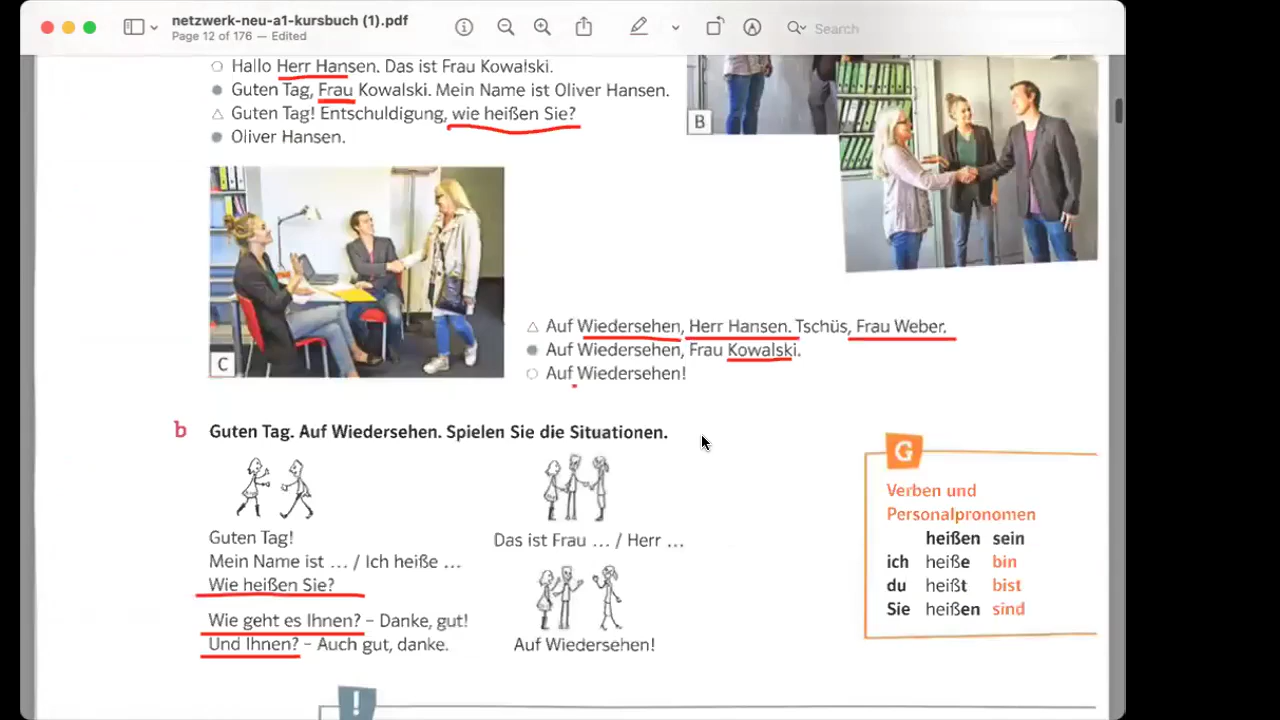 netzwerk-neu-a1-kursbuch (1).pdf
Page 12 of 176 — Edited
Search
Hallo Herr Hansen. Das ist Frau Kowalski.
Guten Tag, Frau Kowalski. Mein Name ist Oliver Hansen.
Guten Tag! Entschuldigung, wie heißen Sie?
Oliver Hansen.
B
C
Auf Wiedersehen, Herr Hansen. Tschüs, Frau Weber.
Auf Wiedersehen, Frau Kowalski.
Auf Wiedersehen!
b Guten Tag. Auf Wiedersehen. Spielen Sie die Situationen.
Guten Tag!
Mein Name ist ... / Ich heiße ...
Wie heißen Sie?
Wie geht es Ihnen? – Danke, gut!
Und Ihnen? – Auch gut, danke.
Das ist Frau ... / Herr ...
Auf Wiedersehen!
G
Verben und
Personalpronomen
heißen sein
ich heiße bin
du heißt bist
Sie heißen sind
!